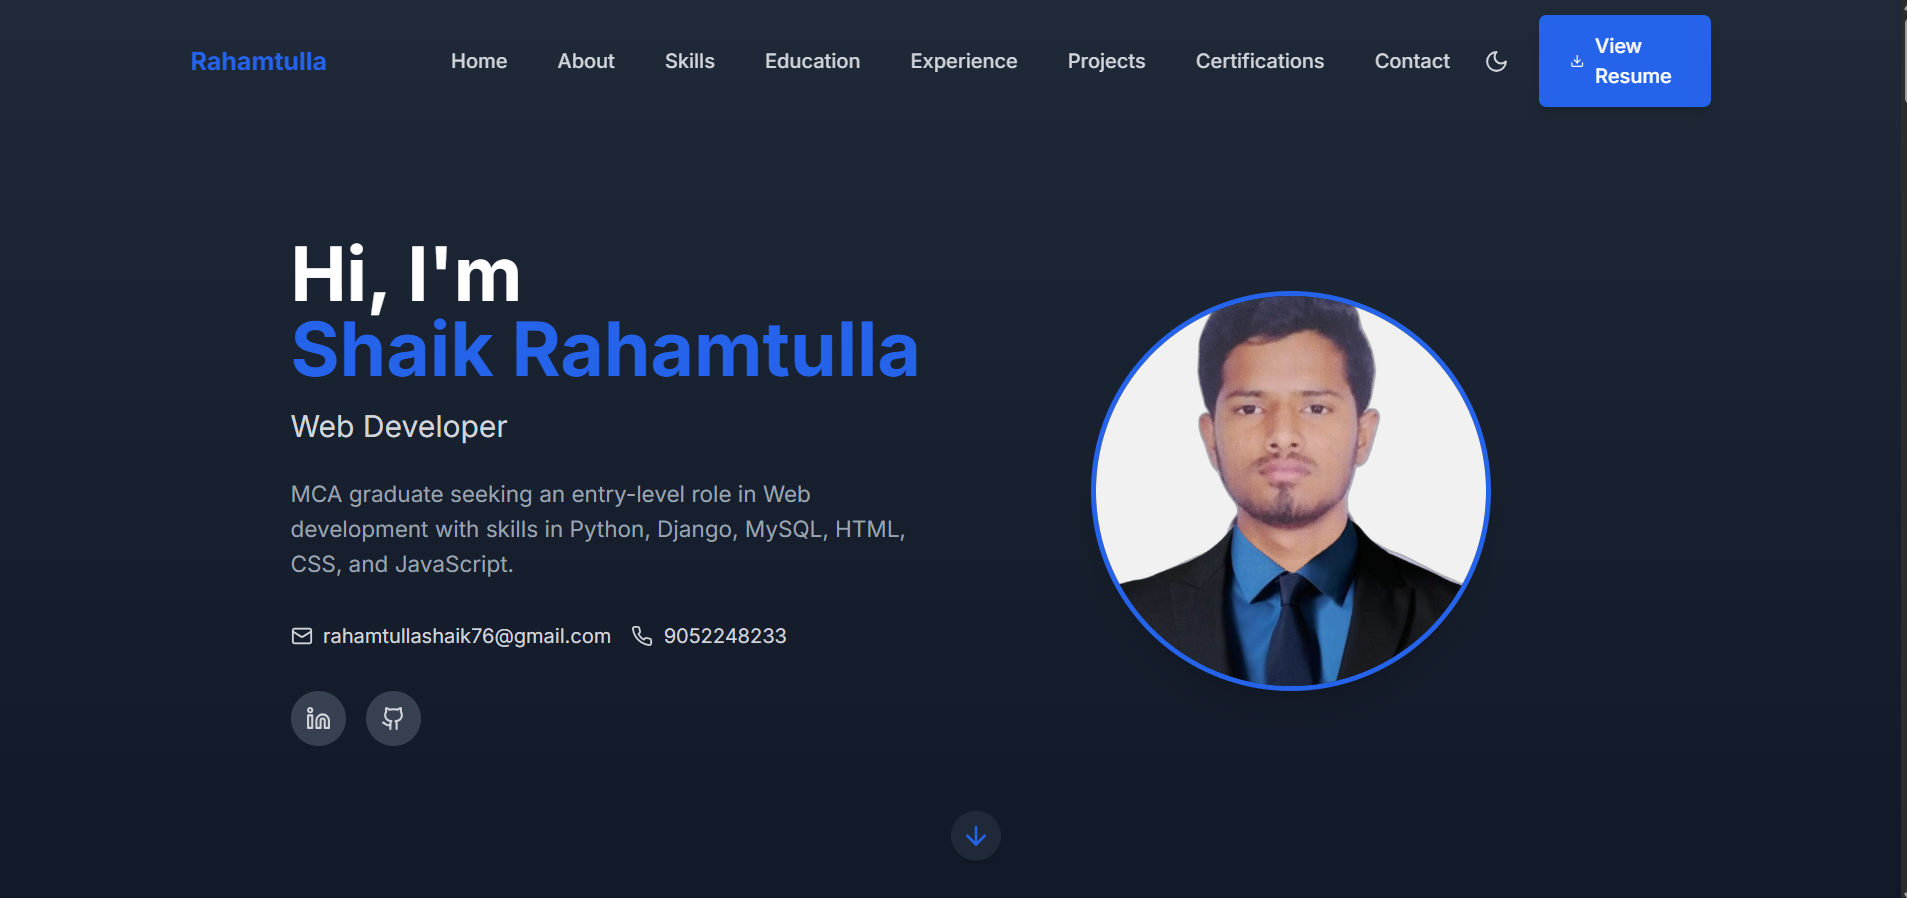 Rahamtulla
Home
About
Skills
Education
Experience
Projects
Certifications
Contact
View
Resume
Hi, I'm
Shaik Rahamtulla
Web Developer
MCA graduate seeking an entry-level role in Web
development with skills in Python, Django, MySQL, HTML,
CSS, and JavaScript.
rahamtullashaik76@gmail.com
9052248233
in